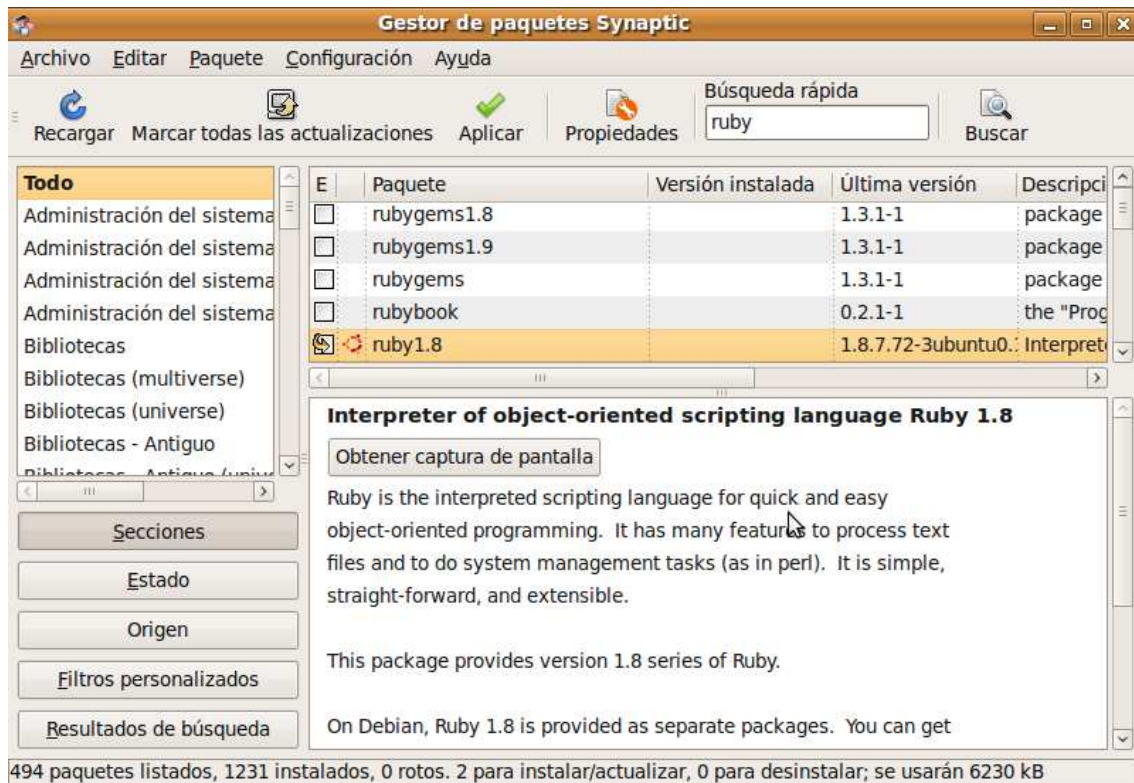 Gestor de paquetes Synaptic
Archivo Editar Paquete Configuración Ayuda
Búsqueda rápida
ruby
Recargar Marcar todas las actualizaciones Aplicar Propiedades Buscar
Todo
Administración del sistema
Administración del sistema
Administración del sistema
Administración del sistema
Bibliotecas
Bibliotecas (multiverse)
Bibliotecas (universe)
Bibliotecas - Antiguo
Bibliotecas - Antiguo
Secciones
Estado
Origen
Filtros personalizados
Resultados de búsqueda
E Paquete Versión instalada Última versión Descripci
rubygems1.8 1.3.1-1 package
rubygems1.9 1.3.1-1 package
rubygems 1.3.1-1 package
rubybook 0.2.1-1 the "Prog
ruby1.8 1.8.7.72-3ubuntu0. Interprete
Interpreter of object-oriented scripting language Ruby 1.8
Obtener captura de pantalla
Ruby is the interpreted scripting language for quick and easy
object-oriented programming. It has many features to process text
files and to do system management tasks (as in perl). It is simple,
straight-forward, and extensible.
This package provides version 1.8 series of Ruby.
On Debian, Ruby 1.8 is provided as separate packages. You can get
494 paquetes listados, 1231 instalados, 0 rotos. 2 para instalar/actualizar, 0 para desinstalar; se usarán 6230 kB